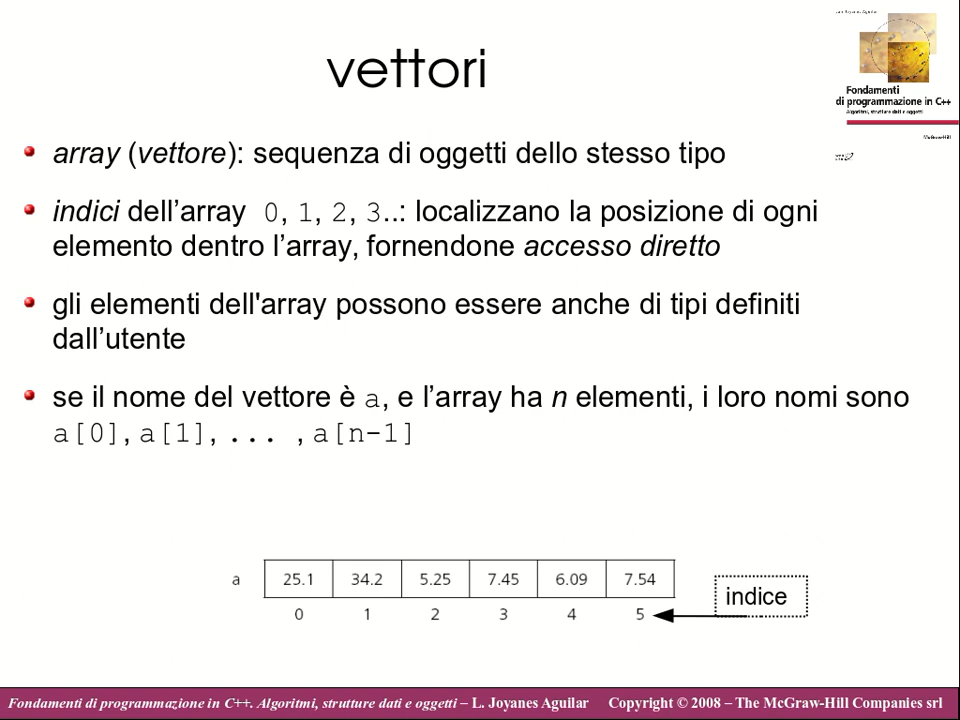 vettori
Fondamenti
di programmazione in C++
Algoritmi, strutture dati e oggetti
McGraw-Hill
array (vettore): sequenza di oggetti dello stesso tipo
indici dell’array 0, 1, 2, 3..: localizzano la posizione di ogni
elemento dentro l’array, fornendone accesso diretto
gli elementi dell'array possono essere anche di tipi definiti
dall’utente
se il nome del vettore è a, e l’array ha n elementi, i loro nomi sono
a[0], a[1], ... , a[n-1]
a 25.1 34.2 5.25 7.45 6.09 7.54
0 1 2 3 4 5
indice
Fondamenti di programmazione in C++. Algoritmi, strutture dati e oggetti – L. Joyanes Aguilar Copyright © 2008 – The McGraw-Hill Companies srl